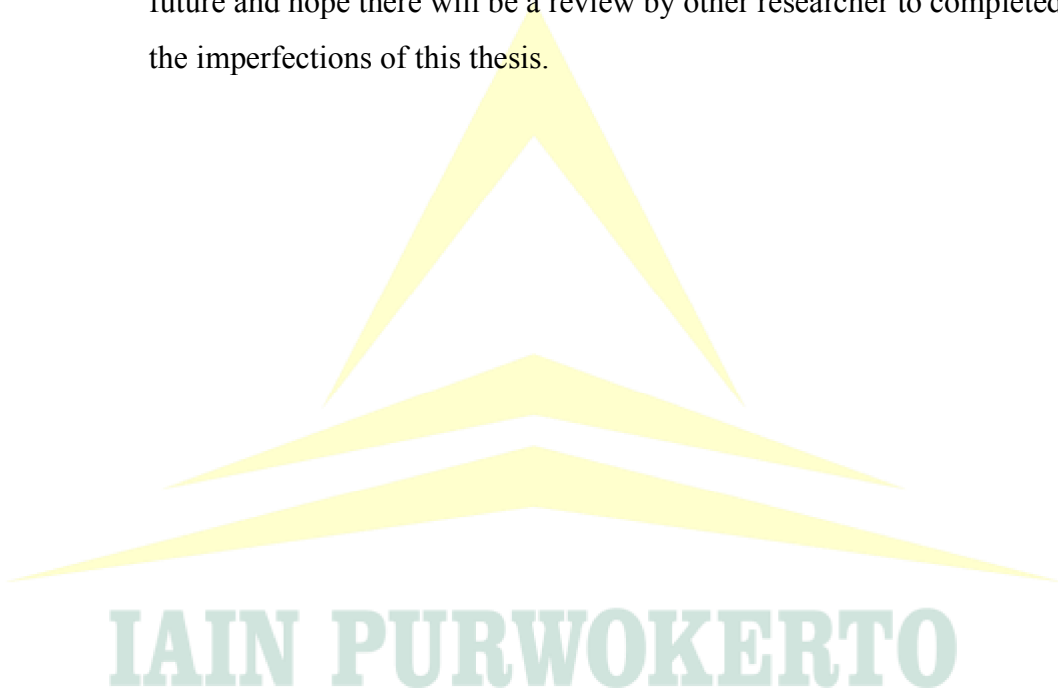 future and hope there will be a review by other researcher to completed
the imperfections of this thesis.
IAIN PURWOKERTO